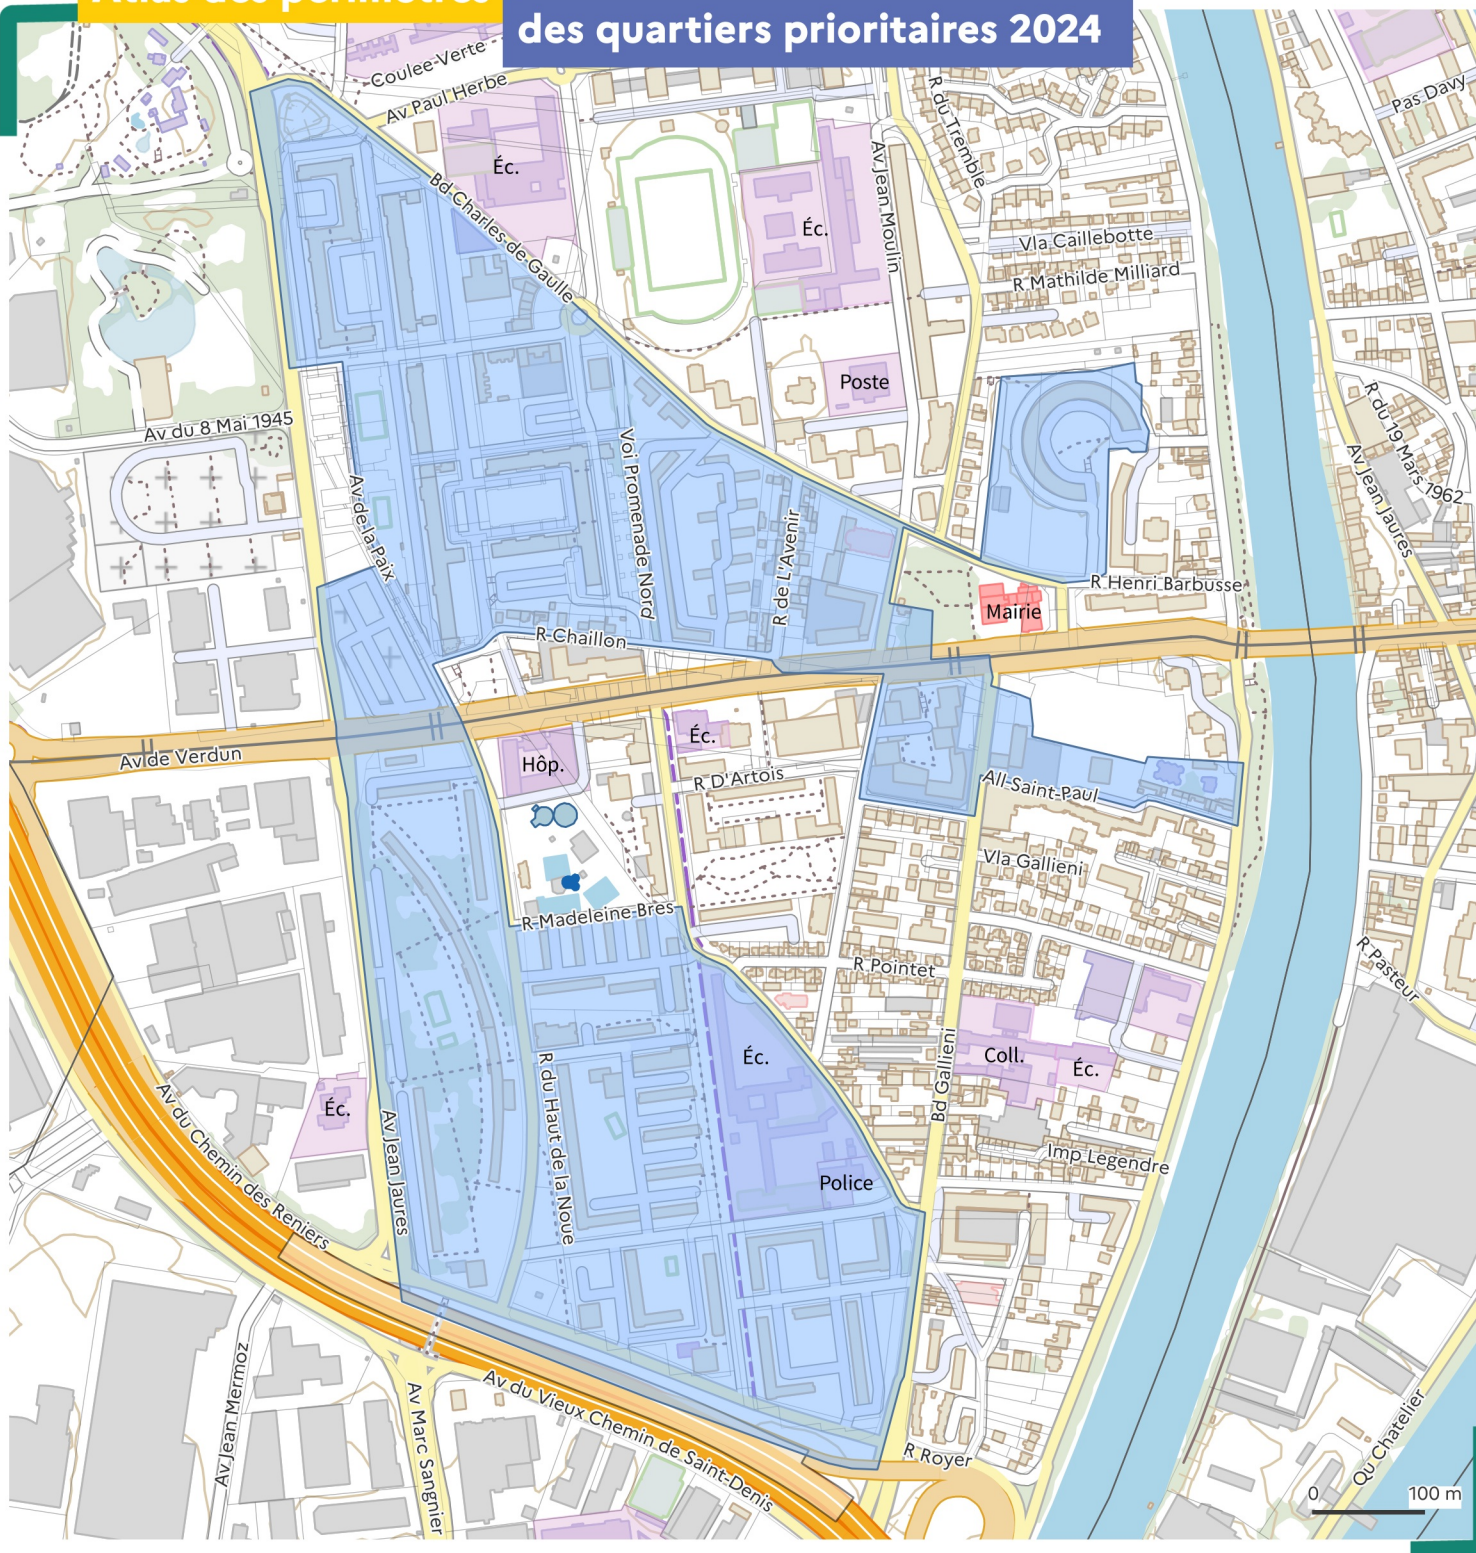 Atlas des périmètres
des quartiers prioritaires 2024
Coulee Verte
Av Paul Herbe
Pas Davy
R du Tremble
Éc.
Av Jean Moulin
Bd Charles de Gaulle
Éc.
Vla Caillebotte
R Mathilde Milliard
Poste
R du 19 Mars 1962
Av du 8 Mai 1945
Voi Promenade Nord
Av Jean Jaures
Av de la Paix
R de L'Avenir
R Henri Barbusse
Mairie
R Chaillon
Éc.
Av de Verdun
Hôp.
R D'Artois
All Saint-Paul
Vla Gallieni
R Madeleine Bres
R Pointet
R Pasteur
Éc.
Coll.
Éc.
Bd Gallieni
Éc.
Av du Chemin des Reniers
Av Jean Jaures
R du Haut de la Noue
Imp Legendre
Police
Av Jean Mermoz
Av Marc Sangnier
Av du Vieux Chemin de Saint-Denis
R Royer
Qu Chatelier
0 100 m